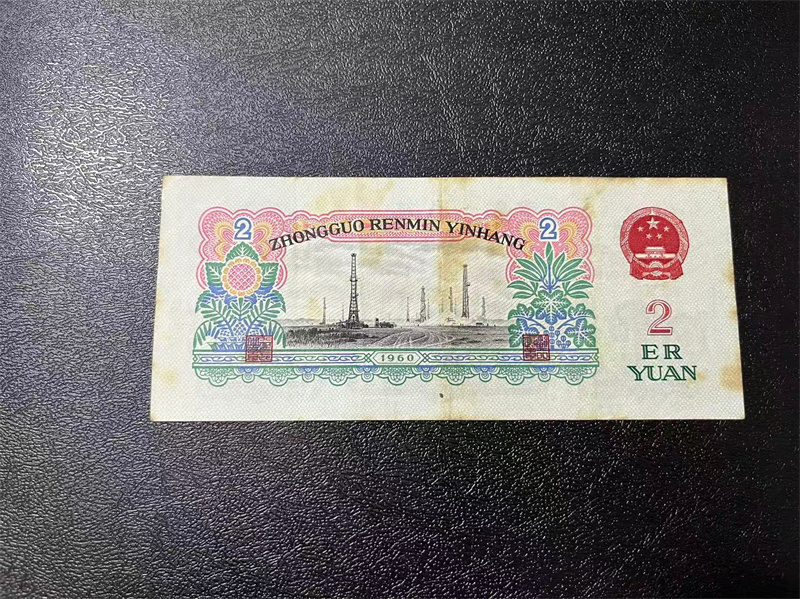 ZHONGGUO RENMIN YINHANG
2
2
1960
2
ER
YUAN